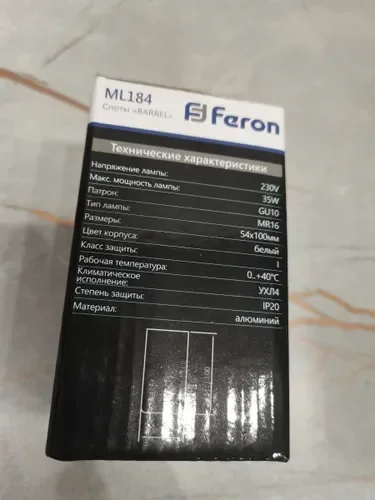 ML184
Споты «BARREL»
Feron
Технические характеристики
Напряжение лампы: 230V
Макс. мощность лампы: 35W
Патрон: GU10
Тип лампы: MR16
Размеры: 54х100мм
Цвет корпуса: белый
Класс защиты: I
Рабочая температура: 0..+40°C
Климатическое
исполнение: УХЛ4
Степень защиты: IP20
Материал: алюминий